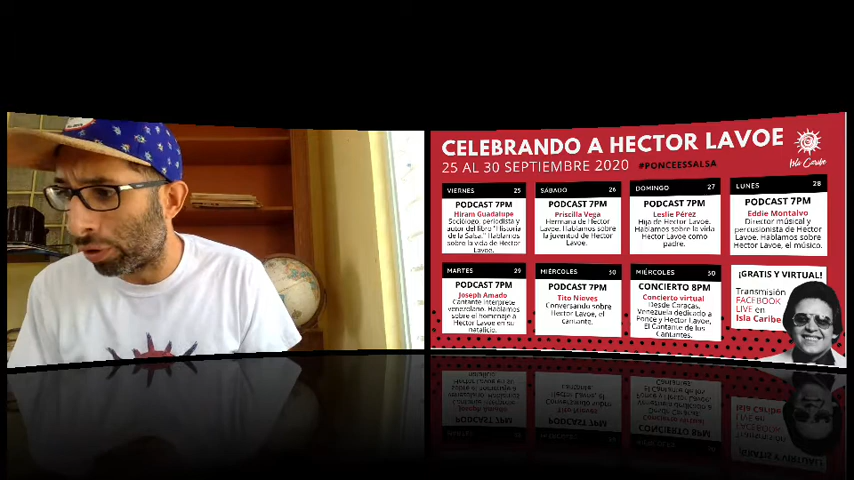 CELEBRANDO A HECTOR LAVOE
25 AL 30 SEPTIEMBRE 2020 #PONCEESSALSA
Isla Caribe
VIERNES 25
PODCAST 7PM
Hiram Guadalupe
Sociólogo, periodista y
autor del libro "Historia
de la Salsa." Hablamos
sobre la vida de Hector
Lavoe.
SÁBADO 26
PODCAST 7PM
Priscilla Vega
Hermana de Hector
Lavoe. Hablamos sobre
la juventud de Hector
Lavoe.
DOMINGO 27
PODCAST 7PM
Leslie Pérez
Hija de Hector Lavoe.
Hablamos sobre la vida
Hector Lavoe como
padre.
LUNES 28
PODCAST 7PM
Eddie Montalvo
Director músical y
percusionista de Hector
Lavoe. Hablamos sobre
Hector Lavoe, el músico.
MARTES 29
PODCAST 7PM
Joseph Amado
Cantante interprete
venezolano. Hablamos
sobre el homenaje a
Hector Lavoe en su
natalicio.
MIÉRCOLES 30
PODCAST 7PM
Tito Nieves
Conversando sobre
Hector Lavoe, el
cantante.
MIÉRCOLES 30
CONCIERTO 8PM
Concierto virtual
Desde Caracas,
Venezuela dedicado a
Ponce y Hector Lavoe,
El Cantante de los
Cantantes.
¡GRATIS Y VIRTUAL!
Transmisión
FACEBOOK
LIVE en
Isla Caribe